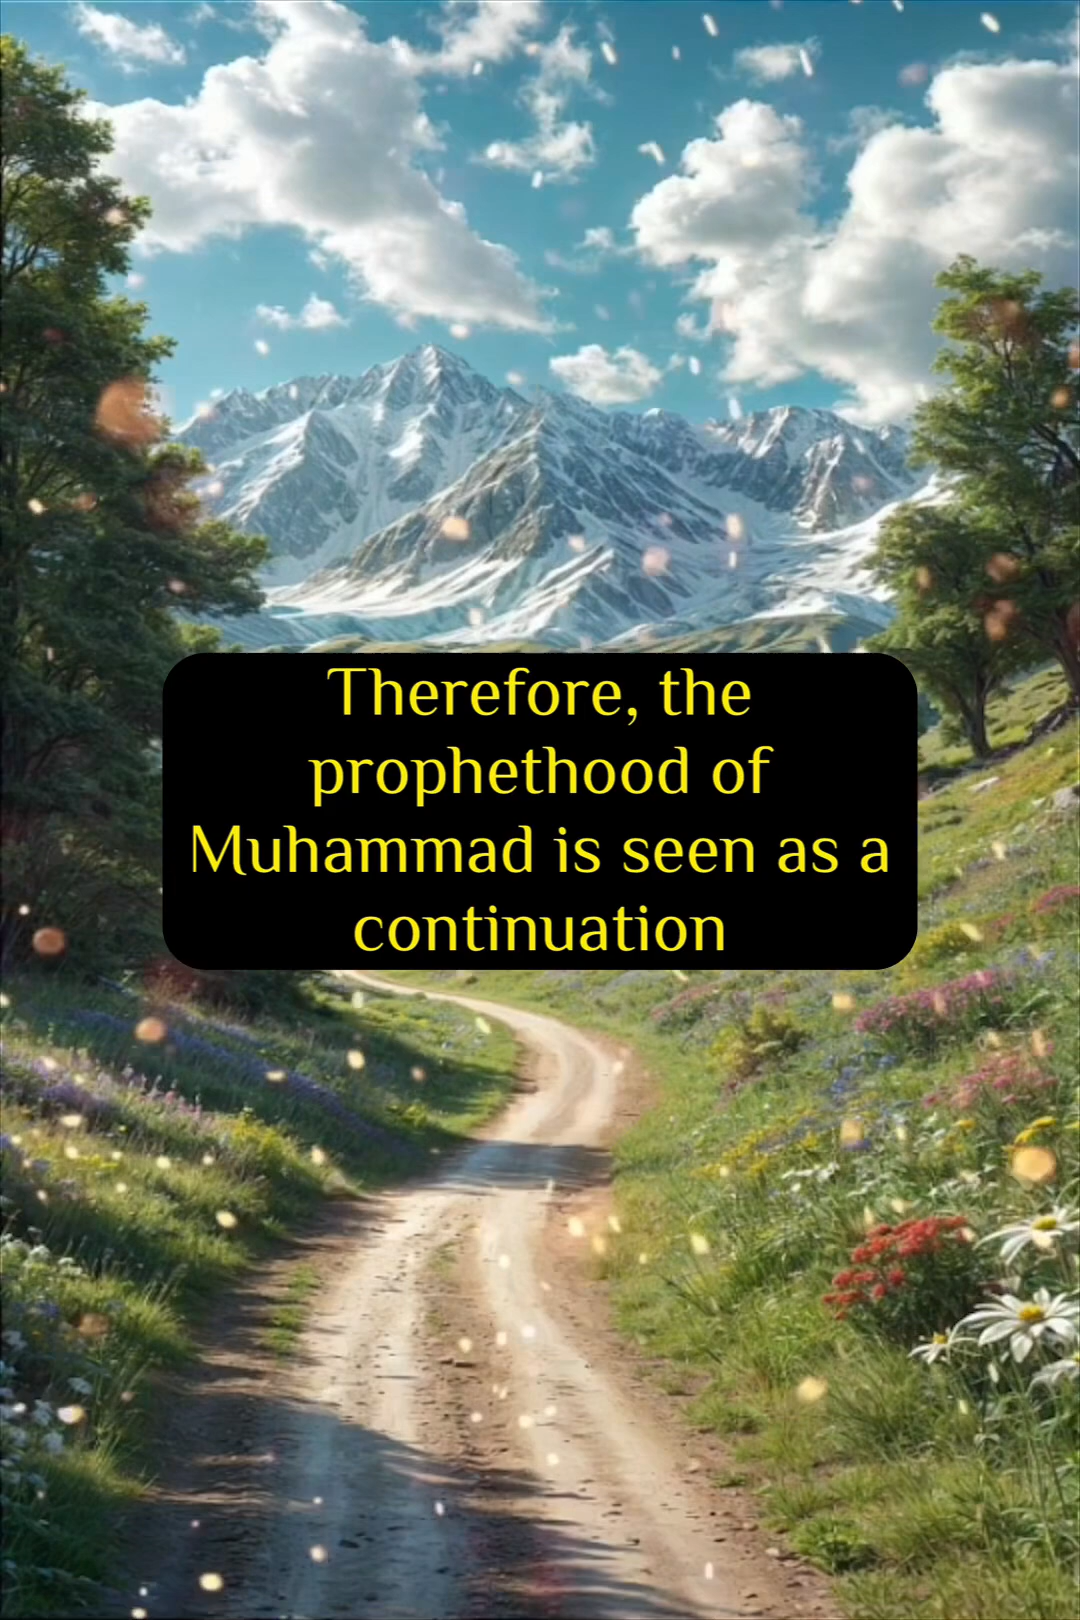 Therefore, the
prophethood of
Muhammad is seen as a
continuation